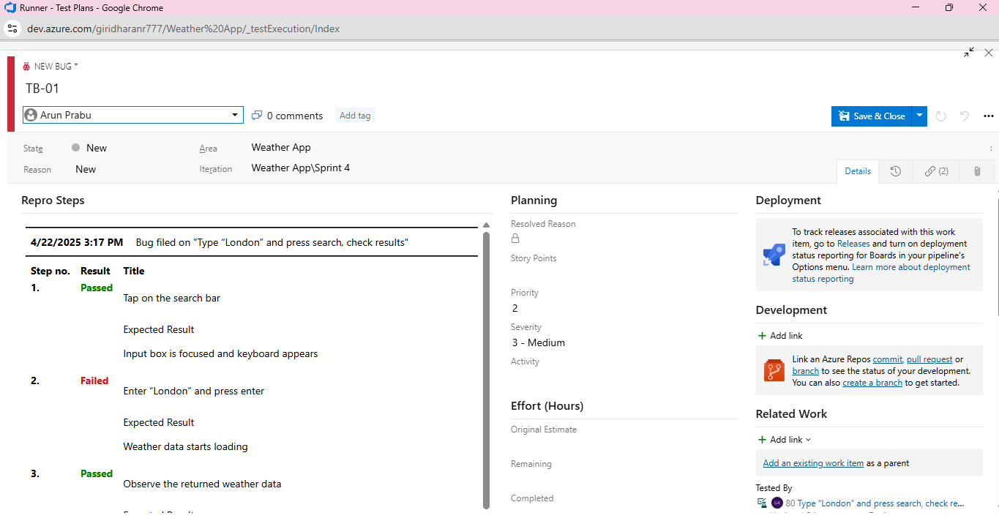 Runner - Test Plans - Google Chrome
dev.azure.com/giridharanr777/Weather%20App/_testExecution/Index
NEW BUG *
TB-01
Arun Prabu
0 comments
Add tag
Save & Close
State
New
Area
Weather App
Reason
New
Iteration
Weather App\Sprint 4
Details
(2)
Repro Steps
4/22/2025 3:17 PM Bug filed on "Type “London” and press search, check results"
Step no. Result Title
1. Passed
Tap on the search bar
Expected Result
Input box is focused and keyboard appears
2. Failed
Enter “London” and press enter
Expected Result
Weather data starts loading
3. Passed
Observe the returned weather data
Expected Result
Planning
Resolved Reason
Story Points
Priority
2
Severity
3 - Medium
Activity
Effort (Hours)
Original Estimate
Remaining
Completed
Deployment
To track releases associated with this work
item, go to Releases and turn on deployment
status reporting for Boards in your pipeline's
Options menu. Learn more about deployment
status reporting
Development
Add link
Link an Azure Repos commit, pull request or
branch to see the status of your development.
You can also create a branch to get started.
Related Work
Add link
Add an existing work item as a parent
Tested By
GR 80 Type “London” and press search, check re...